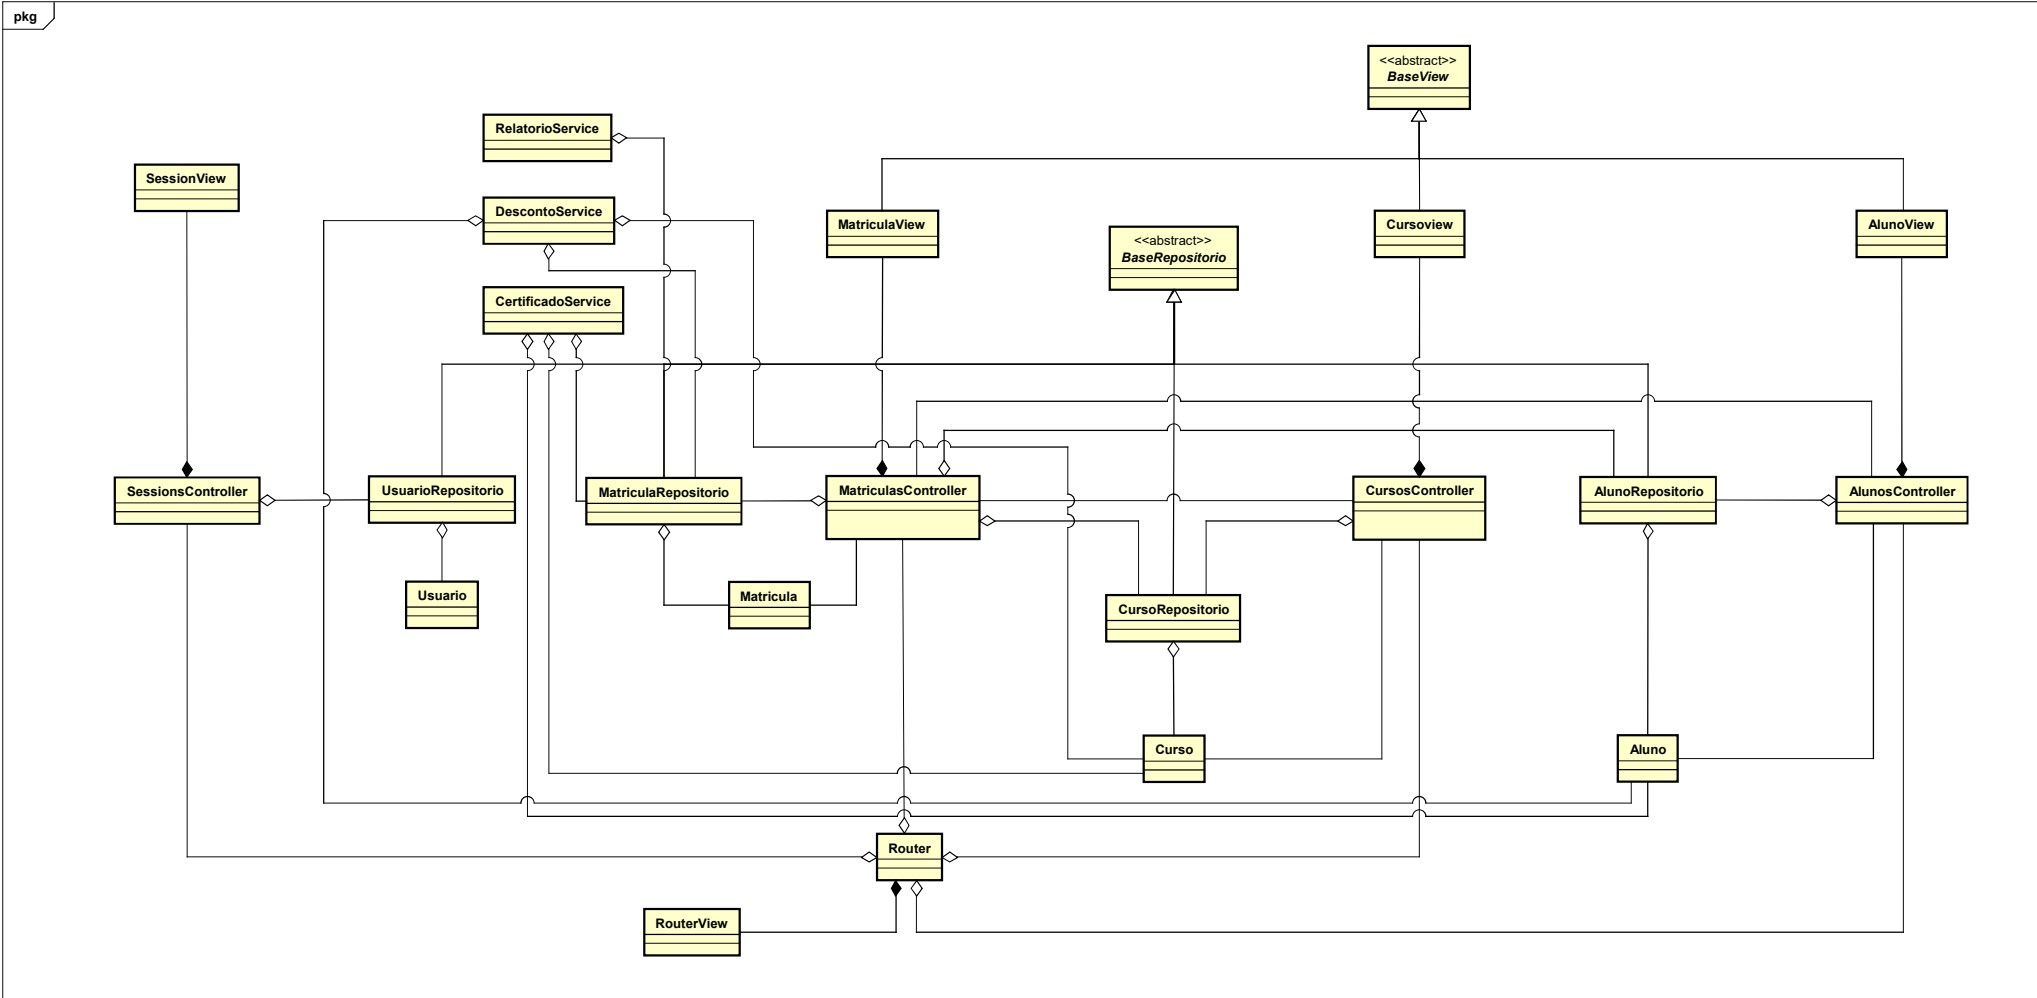 pkg
<<abstract>>
BaseView
RelatorioService
SessionView
DescontoService
MatriculaView
<<abstract>>
BaseRepositorio
Cursoview
AlunoView
CertificadoService
SessionsController
UsuarioRepositorio
MatriculaRepositorio
MatriculasController
CursosController
AlunoRepositorio
AlunosController
Usuario
Matricula
CursoRepositorio
Curso
Aluno
Router
RouterView